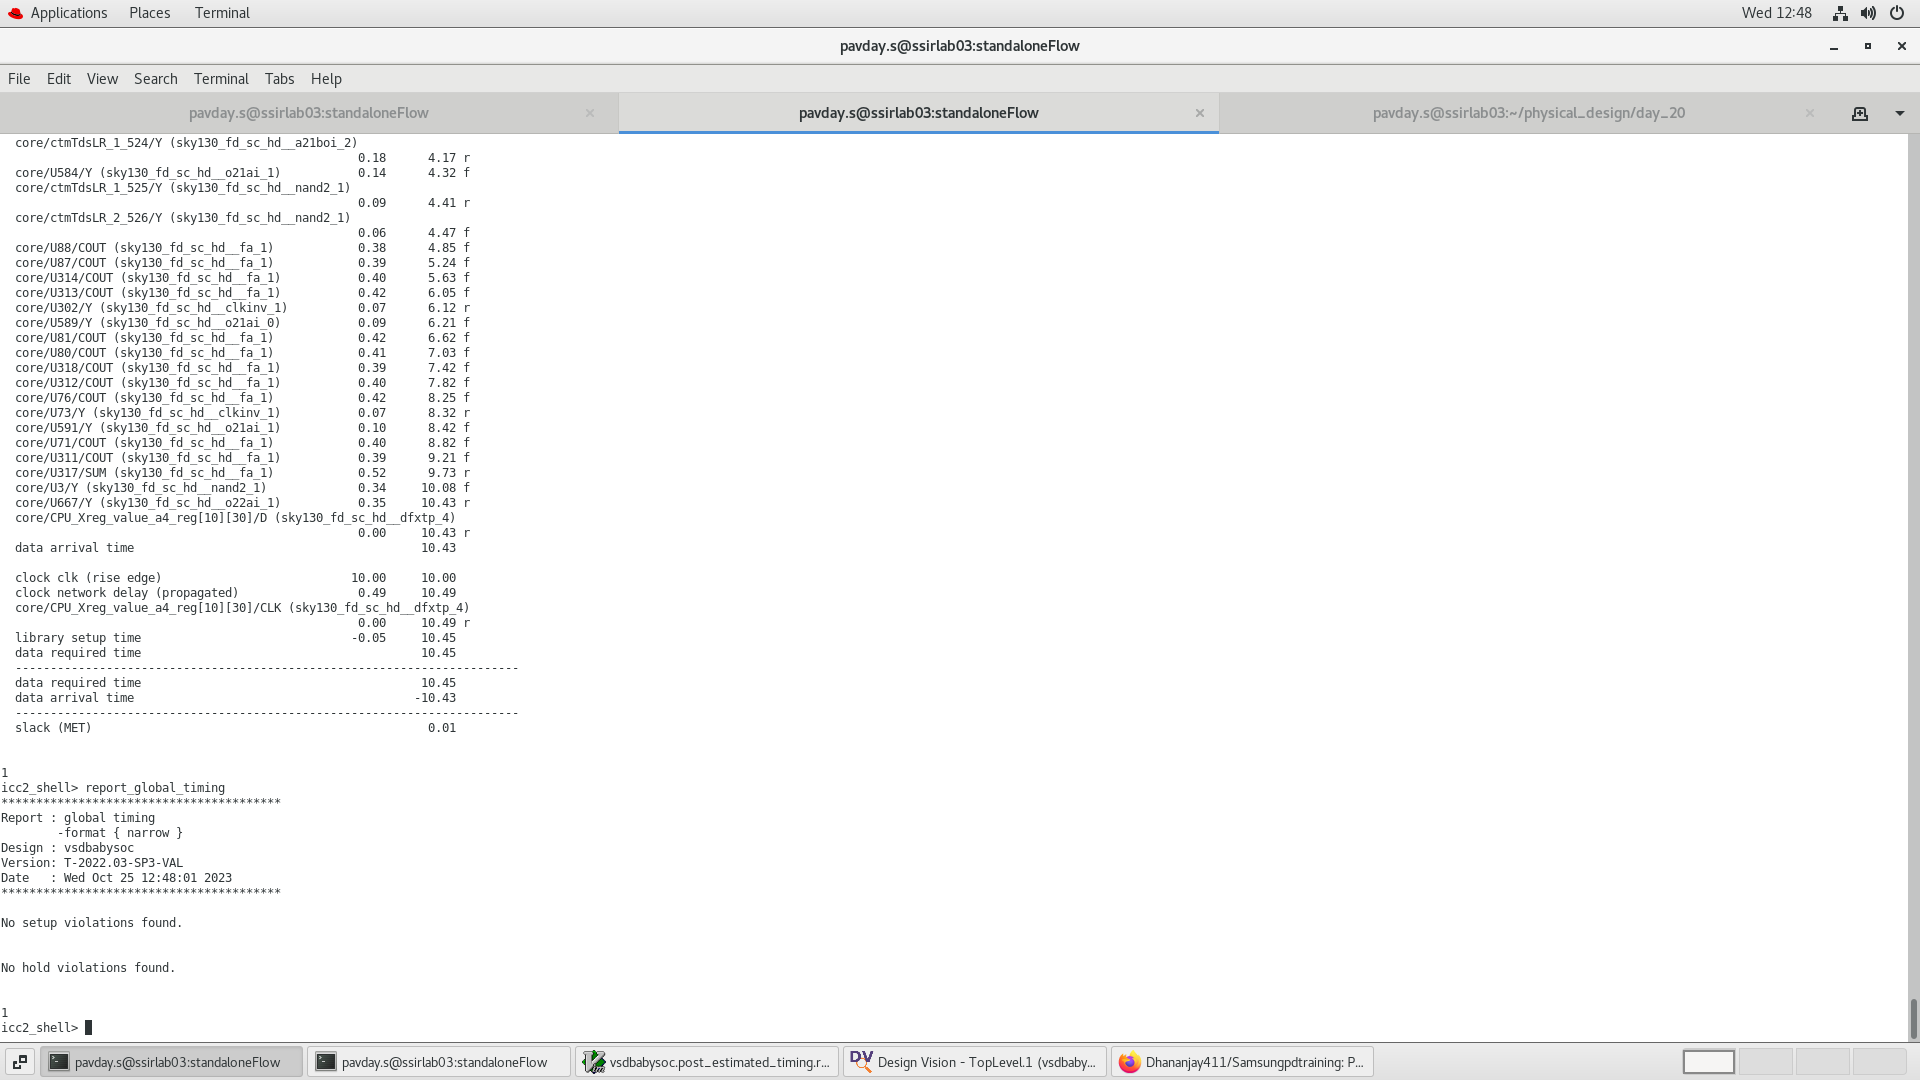 Applications Places Terminal Wed 12:48
pavday.s@ssirlab03:standaloneFlow
File Edit View Search Terminal Tabs Help
pavday.s@ssirlab03:standaloneFlow × pavday.s@ssirlab03:standaloneFlow × pavday.s@ssirlab03:~/physical_design/day_20 ×
core/ctmTdsLR_1_524/Y (sky130_fd_sc_hd__a21boi_2)
0.18 4.17 r
core/U584/Y (sky130_fd_sc_hd__o21ai_1) 0.14 4.32 f
core/ctmTdsLR_1_525/Y (sky130_fd_sc_hd__nand2_1)
0.09 4.41 r
core/ctmTdsLR_2_526/Y (sky130_fd_sc_hd__nand2_1)
0.06 4.47 f
core/U88/COUT (sky130_fd_sc_hd__fa_1) 0.38 4.85 f
core/U87/COUT (sky130_fd_sc_hd__fa_1) 0.39 5.24 f
core/U314/COUT (sky130_fd_sc_hd__fa_1) 0.40 5.63 f
core/U313/COUT (sky130_fd_sc_hd__fa_1) 0.42 6.05 f
core/U302/Y (sky130_fd_sc_hd__clkinv_1) 0.07 6.12 r
core/U589/Y (sky130_fd_sc_hd__o21ai_0) 0.09 6.21 f
core/U81/COUT (sky130_fd_sc_hd__fa_1) 0.42 6.62 f
core/U80/COUT (sky130_fd_sc_hd__fa_1) 0.41 7.03 f
core/U318/COUT (sky130_fd_sc_hd__fa_1) 0.39 7.42 f
core/U312/COUT (sky130_fd_sc_hd__fa_1) 0.40 7.82 f
core/U76/COUT (sky130_fd_sc_hd__fa_1) 0.42 8.25 f
core/U73/Y (sky130_fd_sc_hd__clkinv_1) 0.07 8.32 r
core/U591/Y (sky130_fd_sc_hd__o21ai_1) 0.10 8.42 f
core/U71/COUT (sky130_fd_sc_hd__fa_1) 0.40 8.82 f
core/U311/COUT (sky130_fd_sc_hd__fa_1) 0.39 9.21 f
core/U317/SUM (sky130_fd_sc_hd__fa_1) 0.52 9.73 r
core/U3/Y (sky130_fd_sc_hd__nand2_1) 0.34 10.08 f
core/U667/Y (sky130_fd_sc_hd__o22ai_1) 0.35 10.43 r
core/CPU_Xreg_value_a4_reg[10][30]/D (sky130_fd_sc_hd__dfxtp_4)
0.00 10.43 r
data arrival time 10.43
clock clk (rise edge) 10.00 10.00
clock network delay (propagated) 0.49 10.49
core/CPU_Xreg_value_a4_reg[10][30]/CLK (sky130_fd_sc_hd__dfxtp_4)
0.00 10.49 r
library setup time -0.05 10.45
data required time 10.45
------------------------------------------------------------------------
data required time 10.45
data arrival time -10.43
------------------------------------------------------------------------
slack (MET) 0.01
1
icc2_shell> report_global_timing
****************************************
Report : global timing
-format { narrow }
Design : vsdbabysoc
Version: T-2022.03-SP3-VAL
Date : Wed Oct 25 12:48:01 2023
****************************************
No setup violations found.
No hold violations found.
1
icc2_shell>
pavday.s@ssirlab03:standaloneFlow pavday.s@ssirlab03:standaloneFlow vsdbabysoc.post_estimated_timing.r... DV Design Vision - TopLevel.1 (vsdbaby... Dhananjay411/Samsungpdtraining: P...